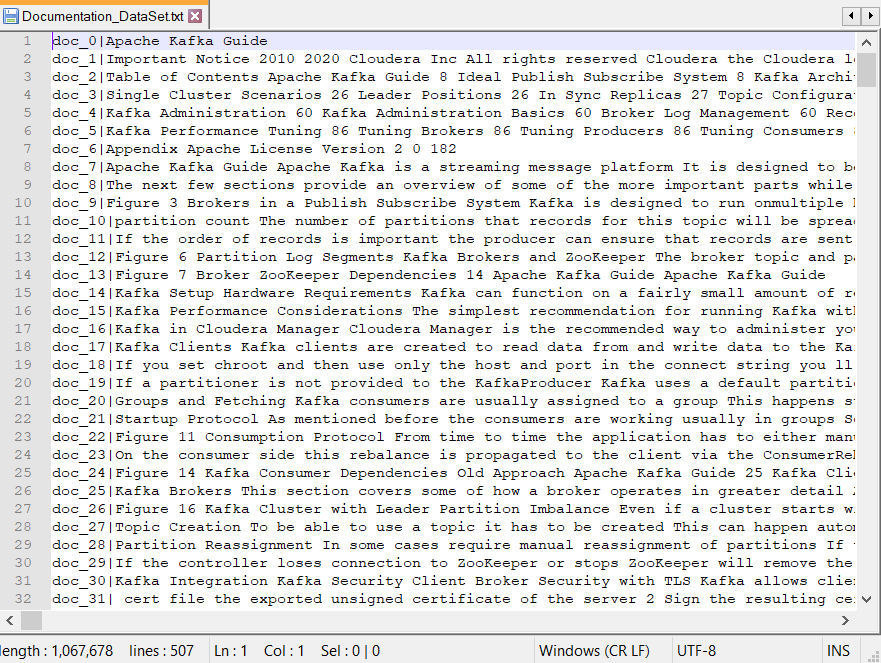 Documentation_DataSet.txt
1 doc_0|Apache Kafka Guide
2 doc_1|Important Notice 2010 2020 Cloudera Inc All rights reserved Cloudera the Cloudera
3 doc_2|Table of Contents Apache Kafka Guide 8 Ideal Publish Subscribe System 8 Kafka Archi
4 doc_3|Single Cluster Scenarios 26 Leader Positions 26 In Sync Replicas 27 Topic Configura
5 doc_4|Kafka Administration 60 Kafka Administration Basics 60 Broker Log Management 60 Rec
6 doc_5|Kafka Performance Tuning 86 Tuning Brokers 86 Tuning Producers 86 Tuning Consumers
7 doc_6|Appendix Apache License Version 2 0 182
8 doc_7|Apache Kafka Guide Apache Kafka is a streaming message platform It is designed to be
9 doc_8|The next few sections provide an overview of some of the more important parts while
10 doc_9|Figure 3 Brokers in a Publish Subscribe System Kafka is designed to run onmultiple
11 doc_10|partition count The number of partitions that records for this topic will be sprea
12 doc_11|If the order of records is important the producer can ensure that records are sent
13 doc_12|Figure 6 Partition Log Segments Kafka Brokers and ZooKeeper The broker topic and pa
14 doc_13|Figure 7 Broker ZooKeeper Dependencies 14 Apache Kafka Guide Apache Kafka Guide
15 doc_14|Kafka Setup Hardware Requirements Kafka can function on a fairly small amount of r
16 doc_15|Kafka Performance Considerations The simplest recommendation for running Kafka wit
17 doc_16|Kafka in Cloudera Manager Cloudera Manager is the recommended way to administer yo
18 doc_17|Kafka Clients Kafka clients are created to read data from and write data to the Ka
19 doc_18|If you set chroot and then use only the host and port in the connect string you ll
20 doc_19|If a partitioner is not provided to the KafkaProducer Kafka uses a default partiti
21 doc_20|Groups and Fetching Kafka consumers are usually assigned to a group This happens s
22 doc_21|Startup Protocol As mentioned before the consumers are working usually in groups S
23 doc_22|Figure 11 Consumption Protocol From time to time the application has to either man
24 doc_23|On the consumer side this rebalance is propagated to the client via the ConsumerRe
25 doc_24|Figure 14 Kafka Consumer Dependencies Old Approach Apache Kafka Guide 25 Kafka Cli
26 doc_25|Kafka Brokers This section covers some of how a broker operates in greater detail
27 doc_26|Figure 16 Kafka Cluster with Leader Partition Imbalance Even if a cluster starts w
28 doc_27|Topic Creation To be able to use a topic it has to be created This can happen auto
29 doc_28|Partition Reassignment In some cases require manual reassignment of partitions If
30 doc_29|If the controller loses connection to ZooKeeper or stops ZooKeeper will remove the
31 doc_30|Kafka Integration Kafka Security Client Broker Security with TLS Kafka allows clie
32 doc_31| cert file the exported unsigned certificate of the server 2 Sign the resulting ce
length : 1,067,678 lines : 507 Ln : 1 Col : 1 Sel : 0 | 0 Windows (CR LF) UTF-8 INS